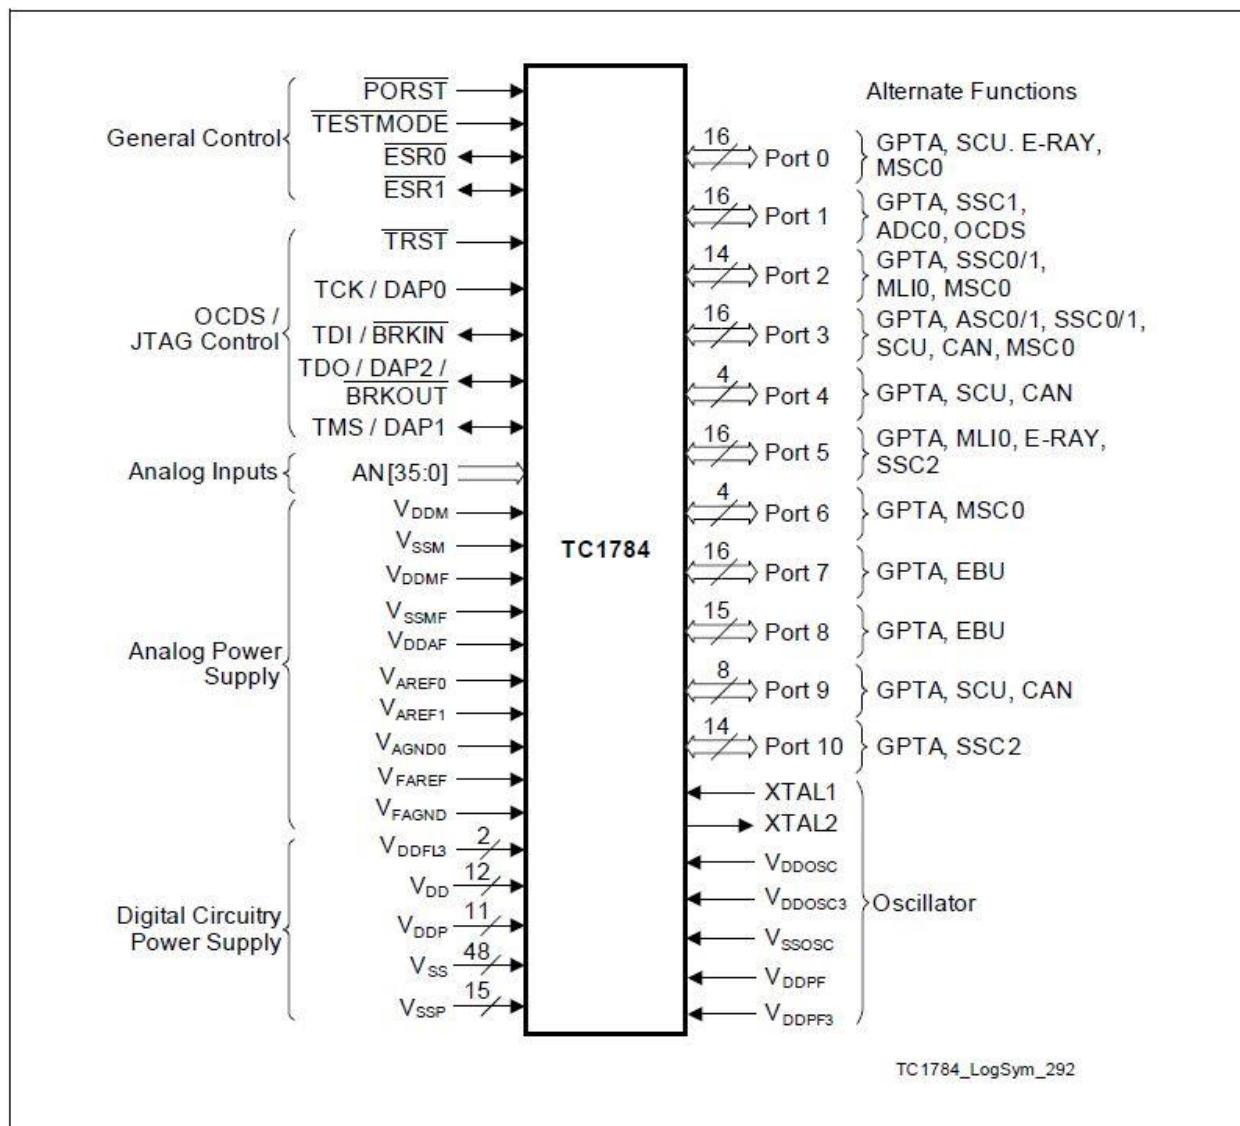 Alternate Functions
General Control
PORST
TESTMODE
ESR0
ESR1
OCDS /
JTAG Control
TRST
TCK / DAP0
TDI / BRKIN
TDO / DAP2 /
BRKOUT
TMS / DAP1
Analog Inputs
AN[35:0]
Analog Power
Supply
VDDM
VSSM
VDDMF
VSSMF
VDDAF
VAREF0
VAREF1
VAGND0
VFAREF
VFAGND
Digital Circuitry
Power Supply
VDDFL3 2
VDD 12
VDDP 11
VSS 48
VSSP 15
TC1784
16 Port 0 GPTA, SCU. E-RAY,
MSC0
16 Port 1 GPTA, SSC1,
ADC0, OCDS
14 Port 2 GPTA, SSC0/1,
MLI0, MSC0
16 Port 3 GPTA, ASC0/1, SSC0/1,
SCU, CAN, MSC0
4 Port 4 GPTA, SCU, CAN
16 Port 5 GPTA, MLI0, E-RAY,
SSC2
4 Port 6 GPTA, MSC0
16 Port 7 GPTA, EBU
15 Port 8 GPTA, EBU
8 Port 9 GPTA, SCU, CAN
14 Port 10 GPTA, SSC2
XTAL1
XTAL2
VDDOSC
VDDOSC3
VSSOSC
VDDPF
VDDPF3
Oscillator
TC1784_LogSym_292